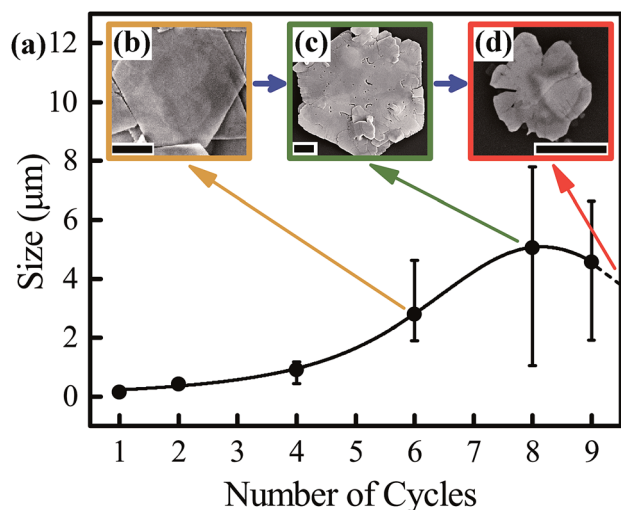 (a)
(b)
(c)
(d)
12
10
8
6
4
2
0
Size (μm)
1 2 3 4 5 6 7 8 9
Number of Cycles